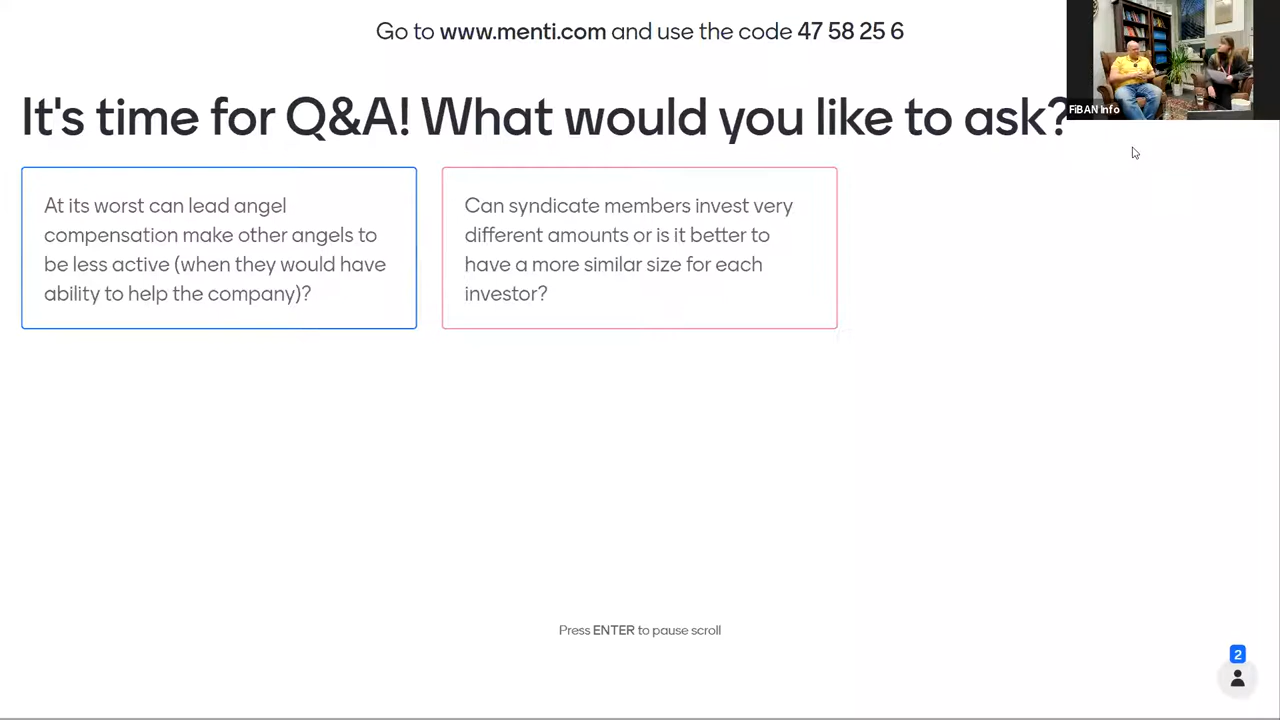 Go to www.menti.com and use the code 47 58 25 6
It's time for Q&A! What would you like to ask?
FiBAN Info
At its worst can lead angel
compensation make other angels to
be less active (when they would have
ability to help the company)?
Can syndicate members invest very
different amounts or is it better to
have a more similar size for each
investor?
Press ENTER to pause scroll
2